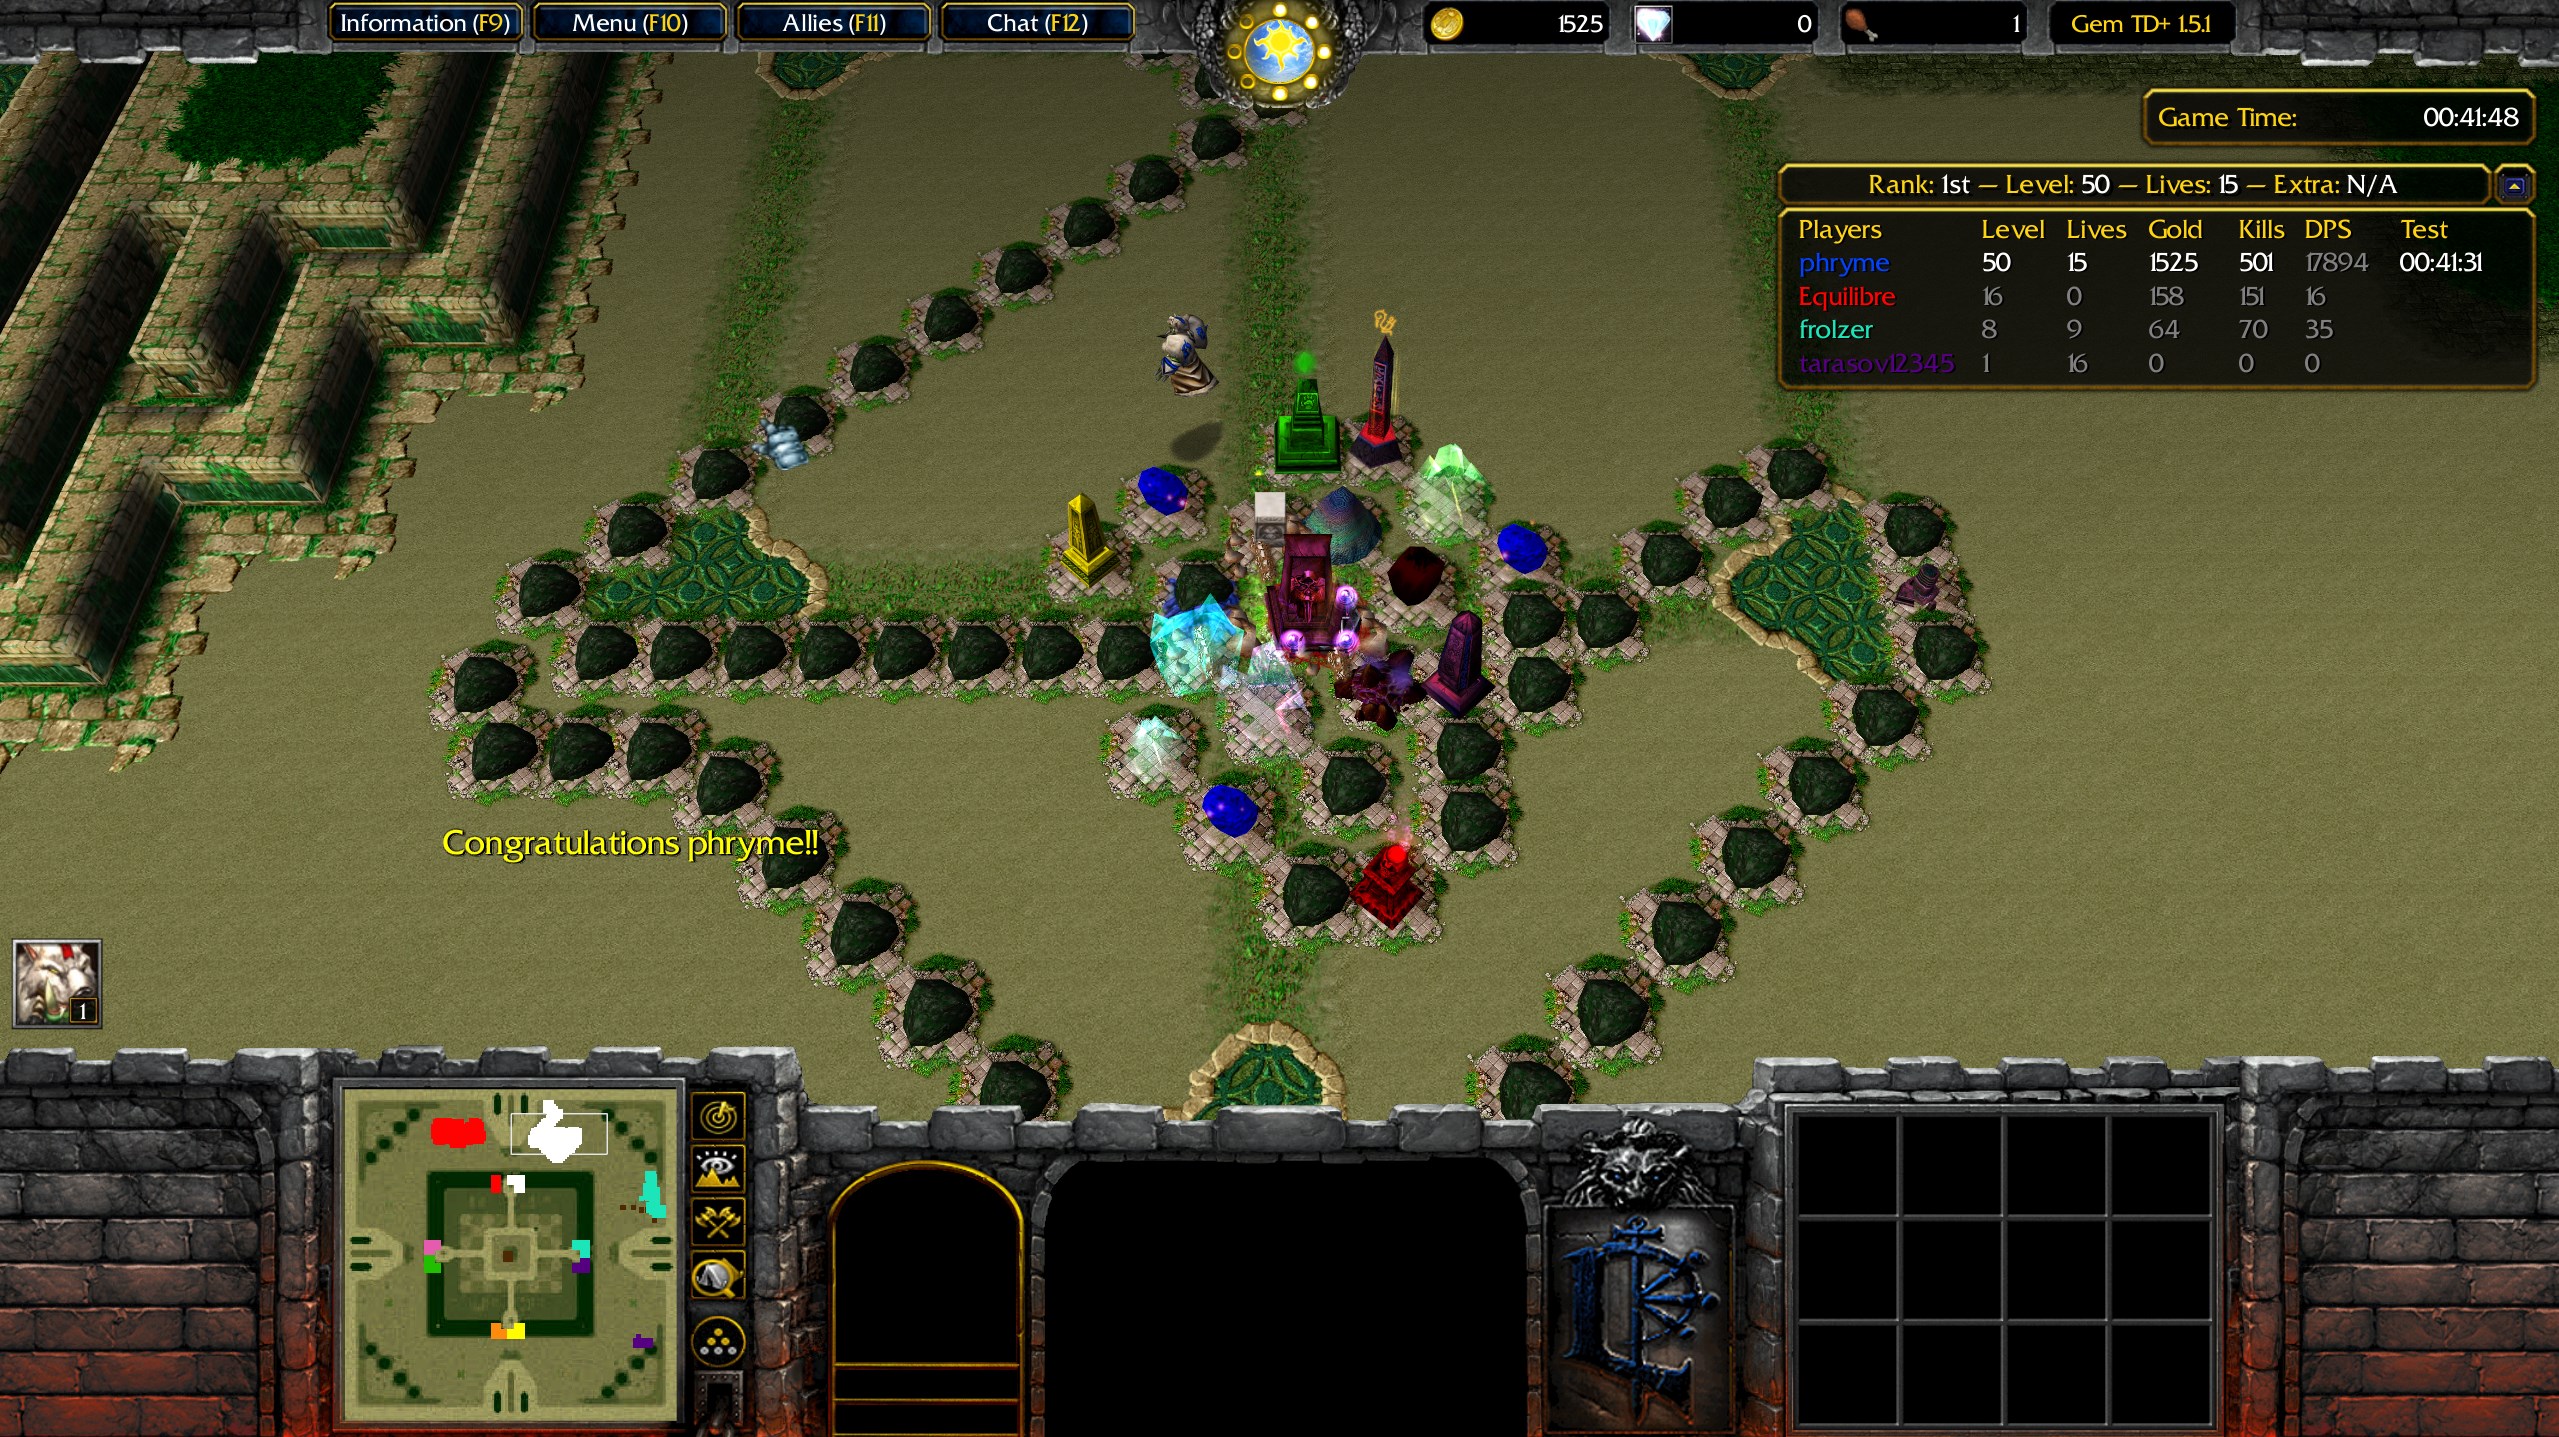 Information (F9) Menu (F10) Allies (F11) Chat (F12) 1525 0 1 Gem TD+ 1.5.1
Game Time: 00:41:48
Rank: 1st — Level: 50 — Lives: 15 — Extra: N/A
Players Level Lives Gold Kills DPS Test
phryme 50 15 1525 501 17894 00:41:31
Equilibre 16 0 158 151 16
frolzer 8 9 64 70 35
tarasov12345 1 16 0 0 0
Congratulations phryme!!
1